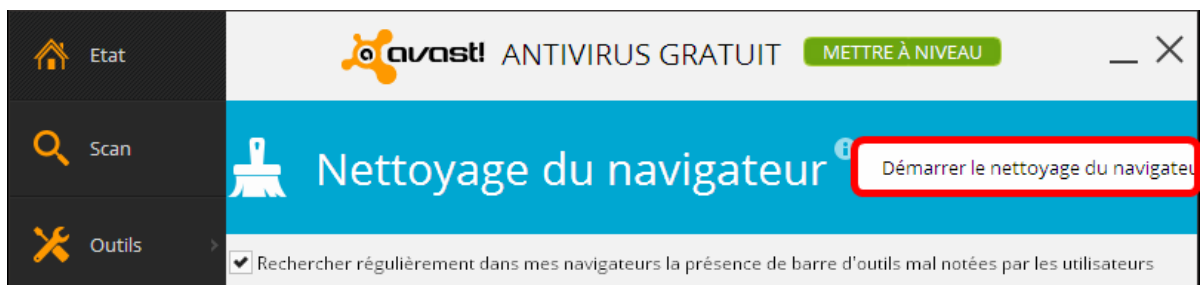 Etat
avast! ANTIVIRUS GRATUIT METTRE À NIVEAU
Scan
Nettoyage du navigateur
Démarrer le nettoyage du navigateu
Outils
Rechercher régulièrement dans mes navigateurs la présence de barre d'outils mal notées par les utilisateurs